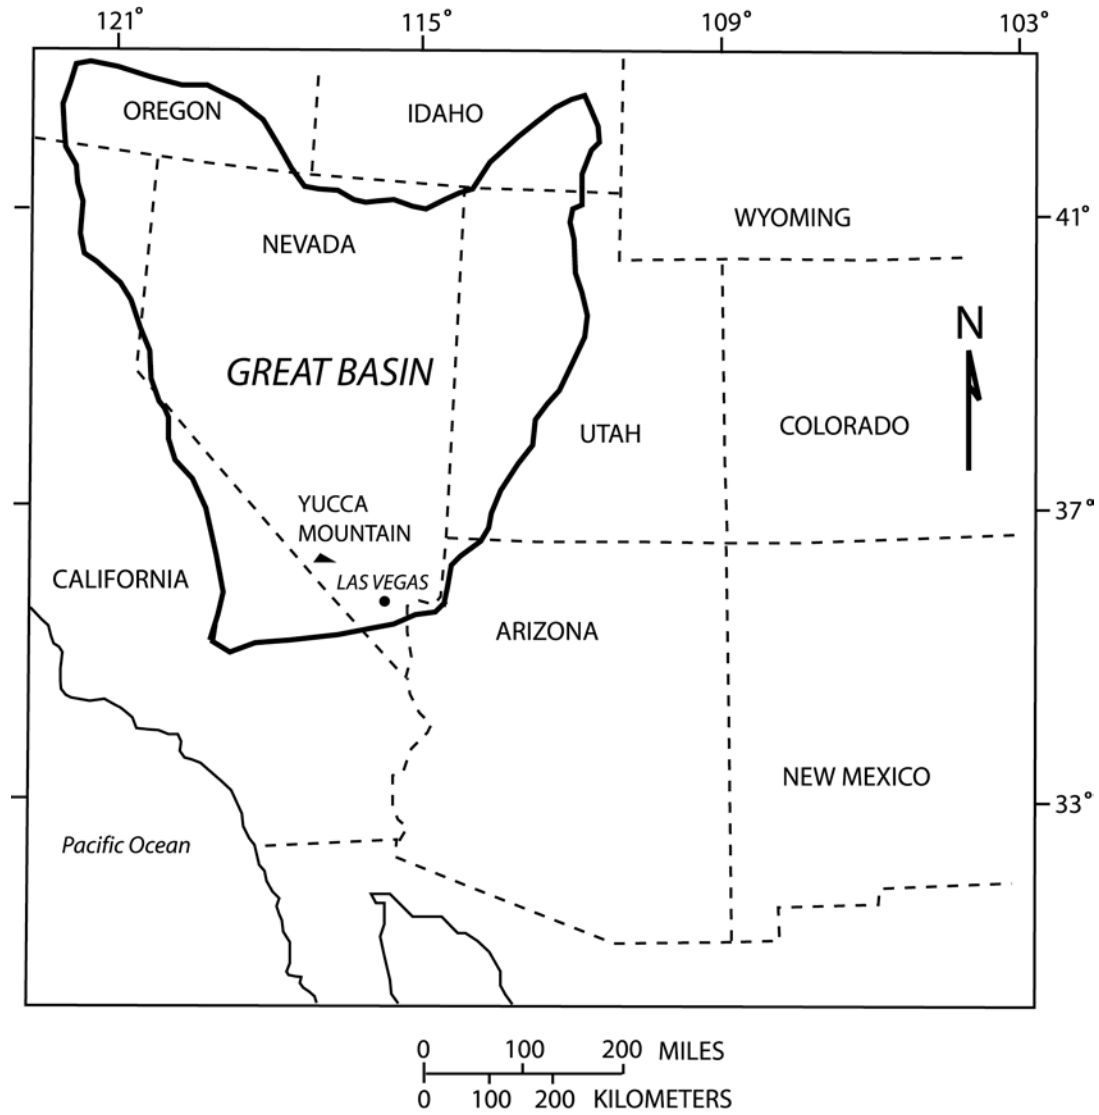 121° 115° 109° 103°
OREGON
IDAHO
WYOMING
41°
NEVADA
N
GREAT BASIN
UTAH
COLORADO
YUCCA
MOUNTAIN
37°
CALIFORNIA
LAS VEGAS
ARIZONA
NEW MEXICO
33°
Pacific Ocean
0 100 200 MILES
0 100 200 KILOMETERS